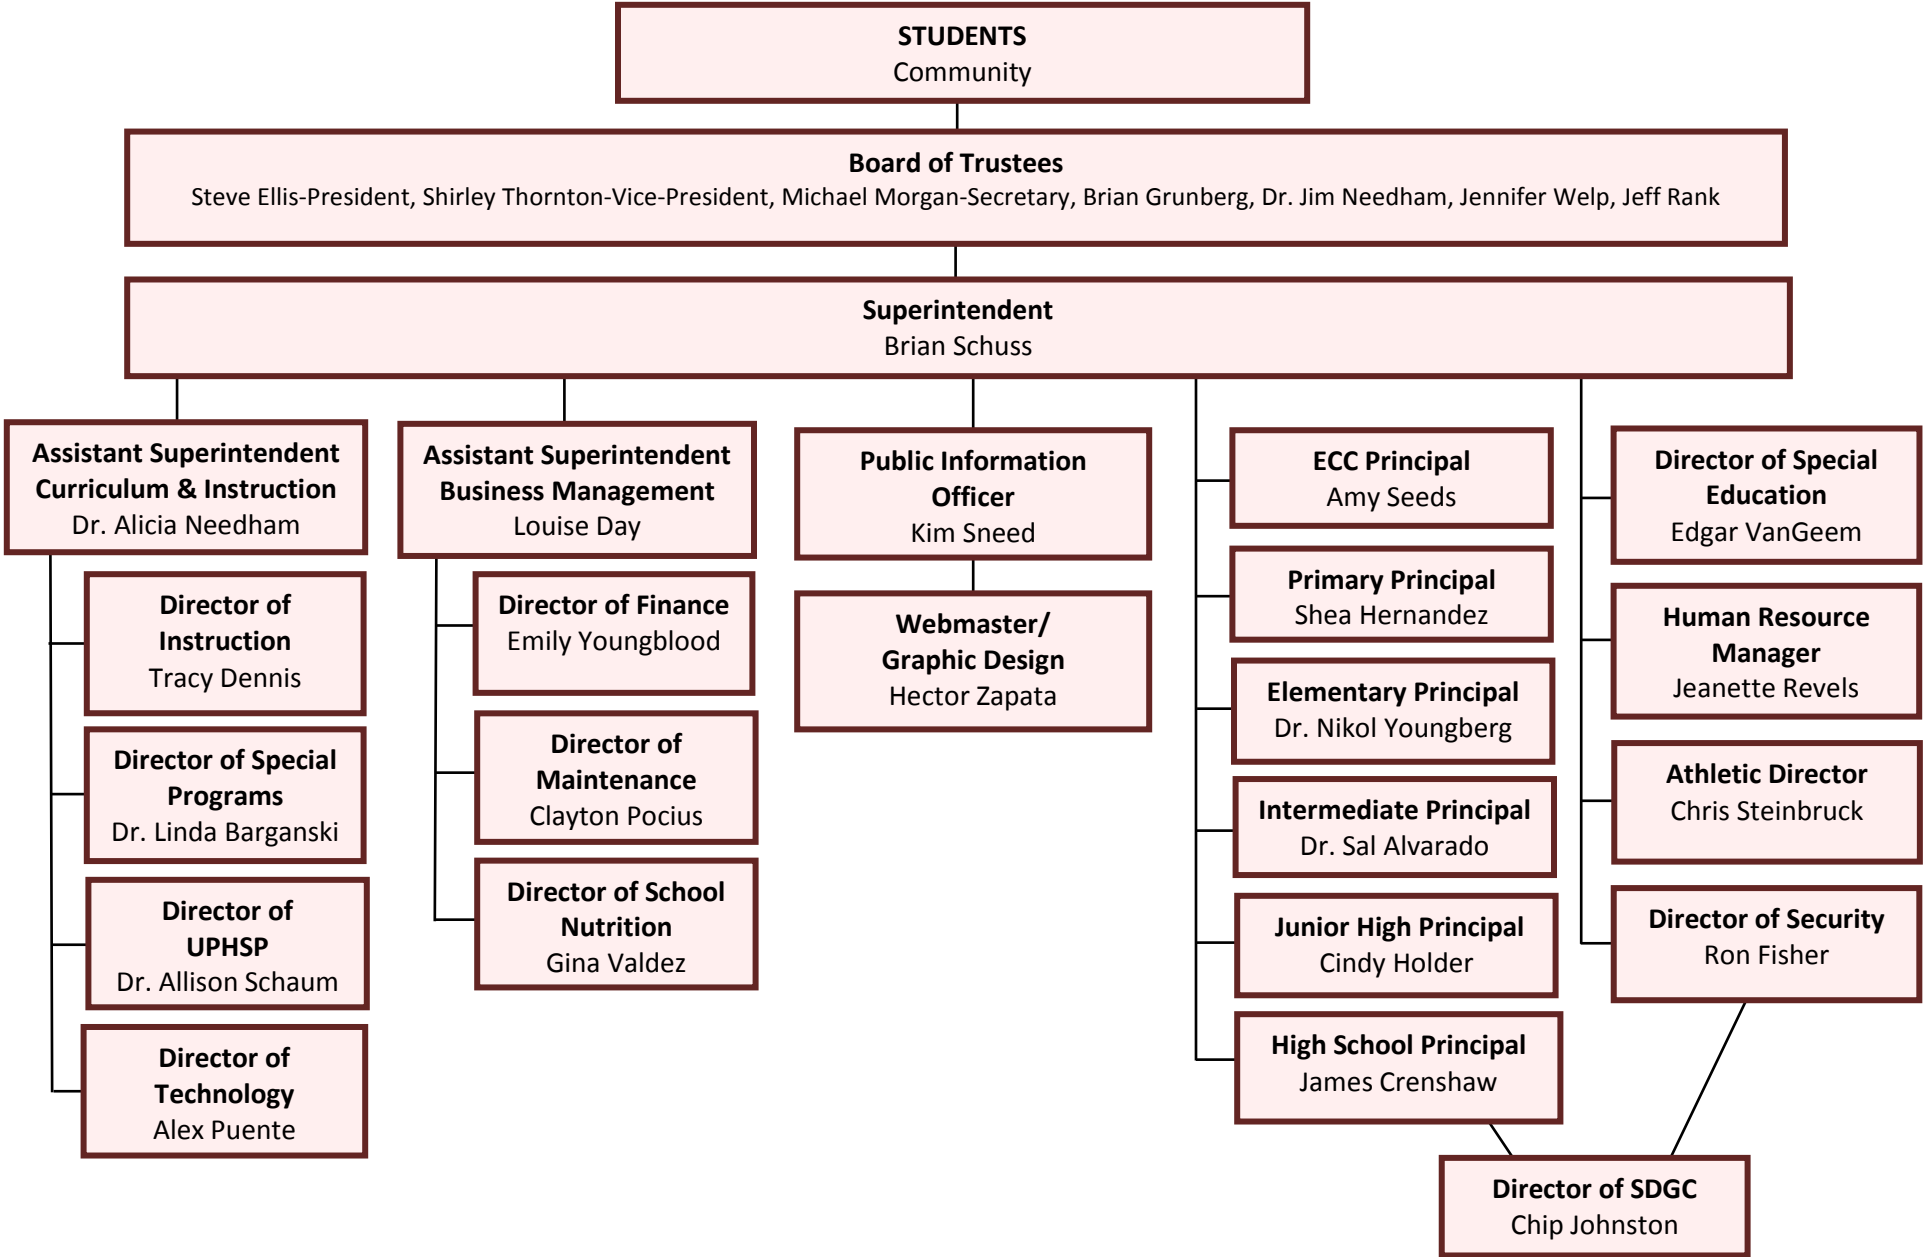 STUDENTS
Community
Board of Trustees
Steve Ellis-President, Shirley Thornton-Vice-President, Michael Morgan-Secretary, Brian Grunberg, Dr. Jim Needham, Jennifer Welp, Jeff Rank
Superintendent
Brian Schuss
Assistant Superintendent
Curriculum & Instruction
Dr. Alicia Needham
Director of
Instruction
Tracy Dennis
Director of Special
Programs
Dr. Linda Barganski
Director of
UPHSP
Dr. Allison Schaum
Director of
Technology
Alex Puente
Assistant Superintendent
Business Management
Louise Day
Director of Finance
Emily Youngblood
Director of
Maintenance
Clayton Pocius
Director of School
Nutrition
Gina Valdez
Public Information
Officer
Kim Sneed
Webmaster/
Graphic Design
Hector Zapata
ECC Principal
Amy Seeds
Primary Principal
Shea Hernandez
Elementary Principal
Dr. Nikol Youngberg
Intermediate Principal
Dr. Sal Alvarado
Junior High Principal
Cindy Holder
High School Principal
James Crenshaw
Director of Special
Education
Edgar VanGeem
Human Resource
Manager
Jeanette Revels
Athletic Director
Chris Steinbruck
Director of Security
Ron Fisher
Director of SDGC
Chip Johnston